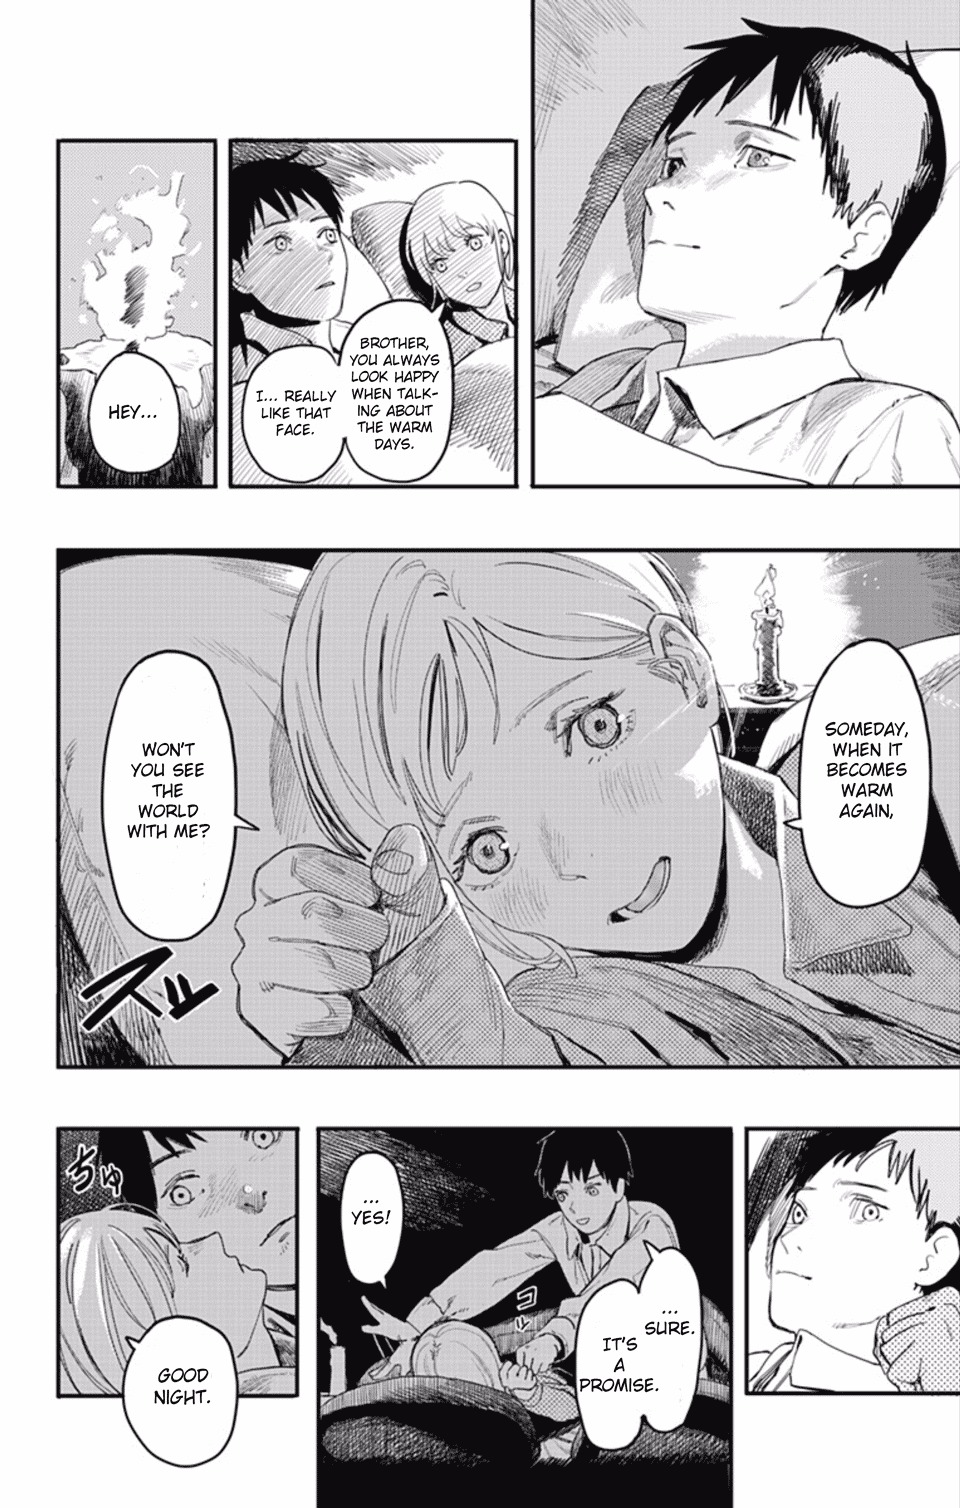 BROTHER,
YOU ALWAYS
LOOK HAPPY
WHEN TALK-
ING ABOUT
THE WARM
DAYS.
I... REALLY
LIKE THAT
FACE.
HEY...
SOMEDAY,
WHEN IT
BECOMES
WARM
AGAIN,
WON'T
YOU SEE
THE
WORLD
WITH ME?
スッ
...
SURE.
IT'S
A
PROMISE.
コツ
...
YES!
ちゅ
GOOD
NIGHT.